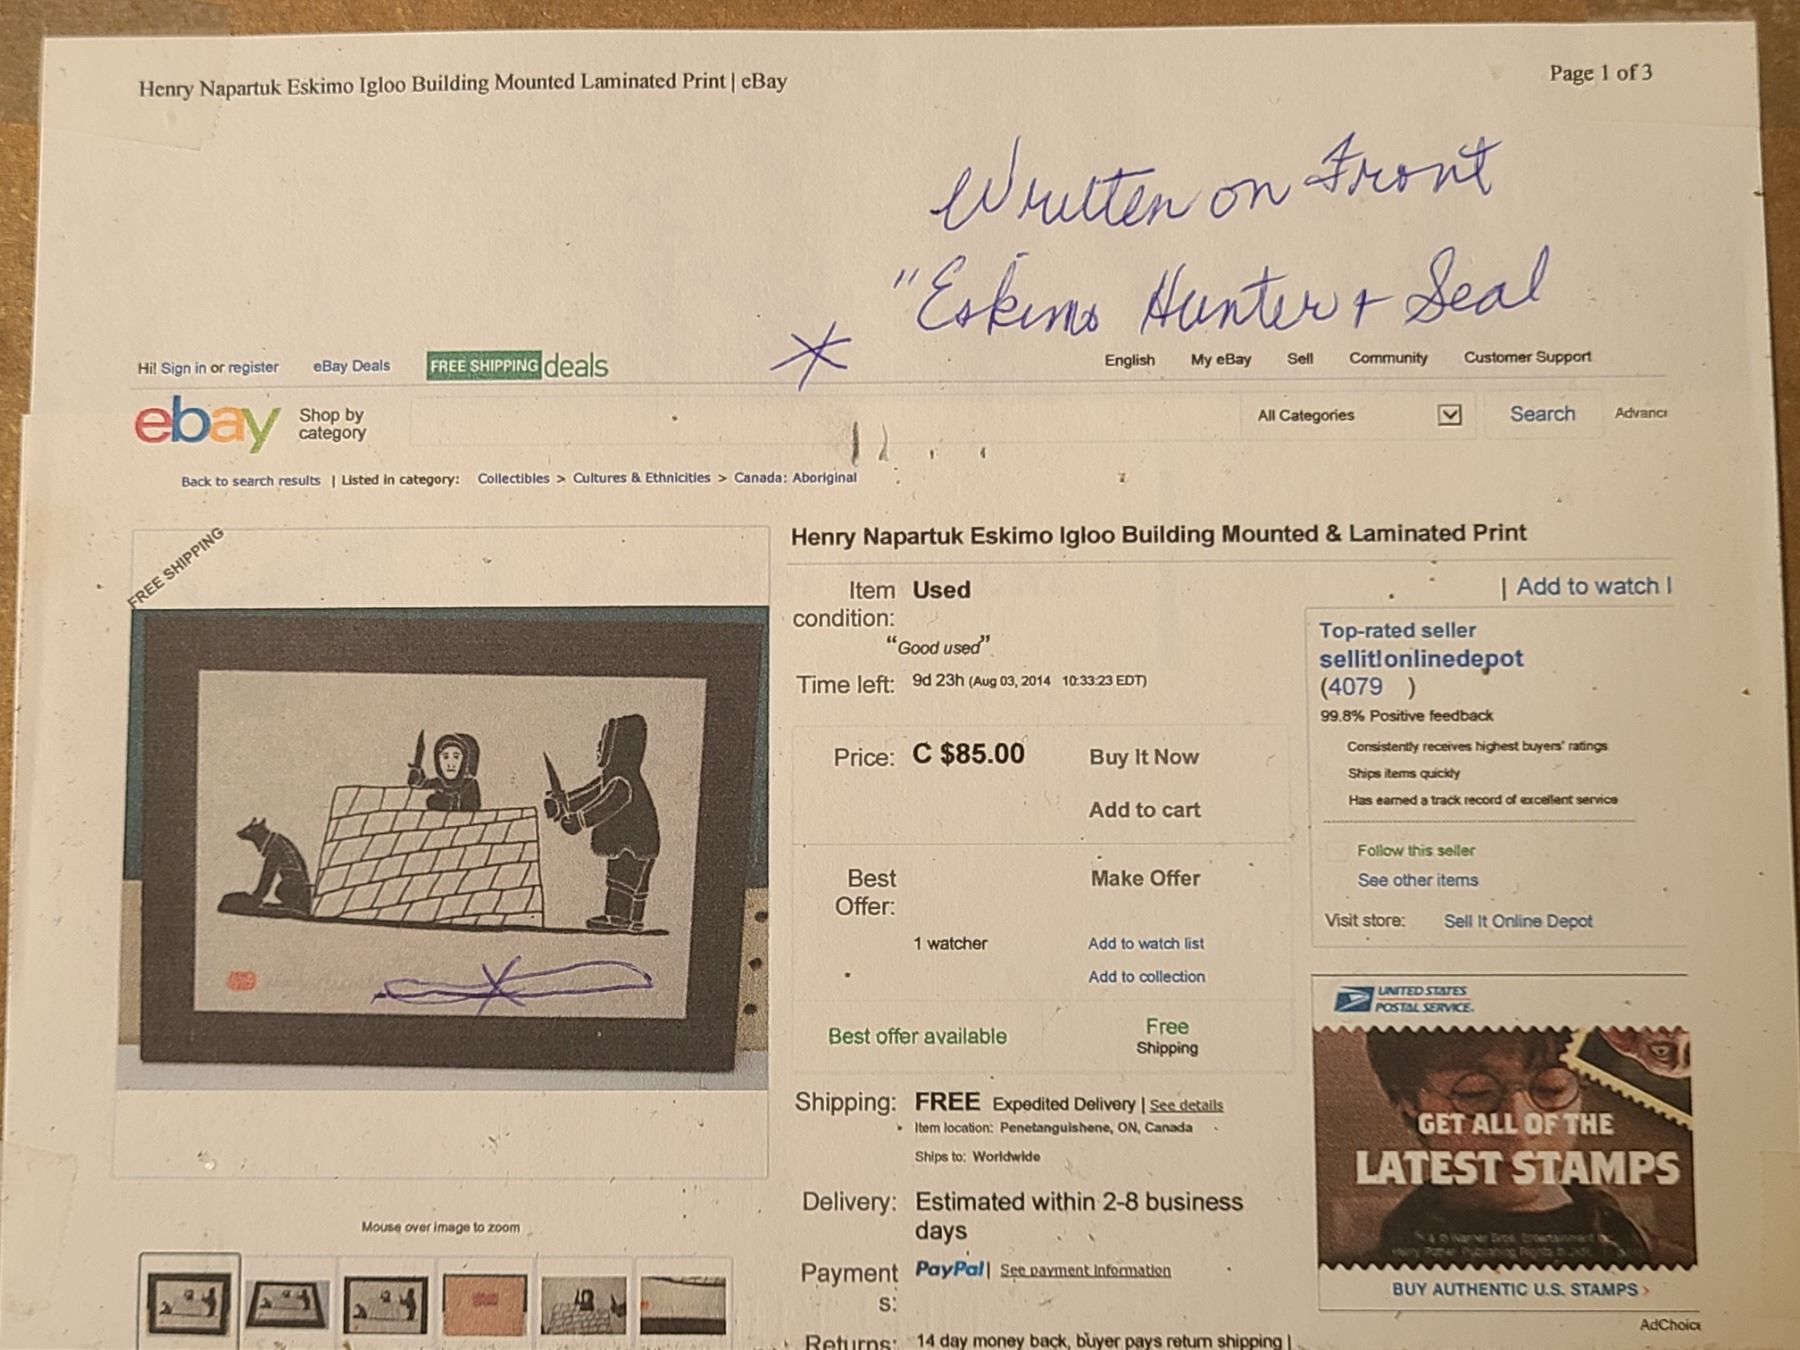 Henry Napartuk Eskimo Igloo Building Mounted Laminated Print | eBay
Page 1 of 3
Written on Front
"Eskimo Hunter + Seal
Hi! Sign in or register
eBay Deals
FREE SHIPPING deals
English
My eBay
Sell
Community
Customer Support
ebay
Shop by
category
All Categories
Search
Advanc
Back to search results | Listed in category: Collectibles > Cultures & Ethnicities > Canada: Aboriginal
FREE SHIPPING
Henry Napartuk Eskimo Igloo Building Mounted & Laminated Print
Item
condition:
Used
"Good used"
| Add to watch l
Time left: 9d 23h (Aug 03, 2014 10:33:23 EDT)
Price: C $85.00
Buy It Now
Add to cart
Best
Offer:
Make Offer
1 watcher
Add to watch list
Add to collection
Best offer available
Free
Shipping
Shipping: FREE Expedited Delivery | See details
Item location: Penetanguishene, ON, Canada
Ships to: Worldwide
Delivery: Estimated within 2-8 business
days
Payment
s:
PayPal | See payment information
Returns: 14 day money back, buyer pays return shipping |
Top-rated seller
sellit!onlinedepot
(4079 )
99.8% Positive feedback
Consistently receives highest buyers' ratings
Ships items quickly
Has earned a track record of excellent service
Follow this seller
See other items
Visit store: Sell It Online Depot
UNITED STATES
POSTAL SERVICE.
GET ALL OF THE
LATEST STAMPS
BUY AUTHENTIC U.S. STAMPS >
AdChoic
Mouse over image to zoom